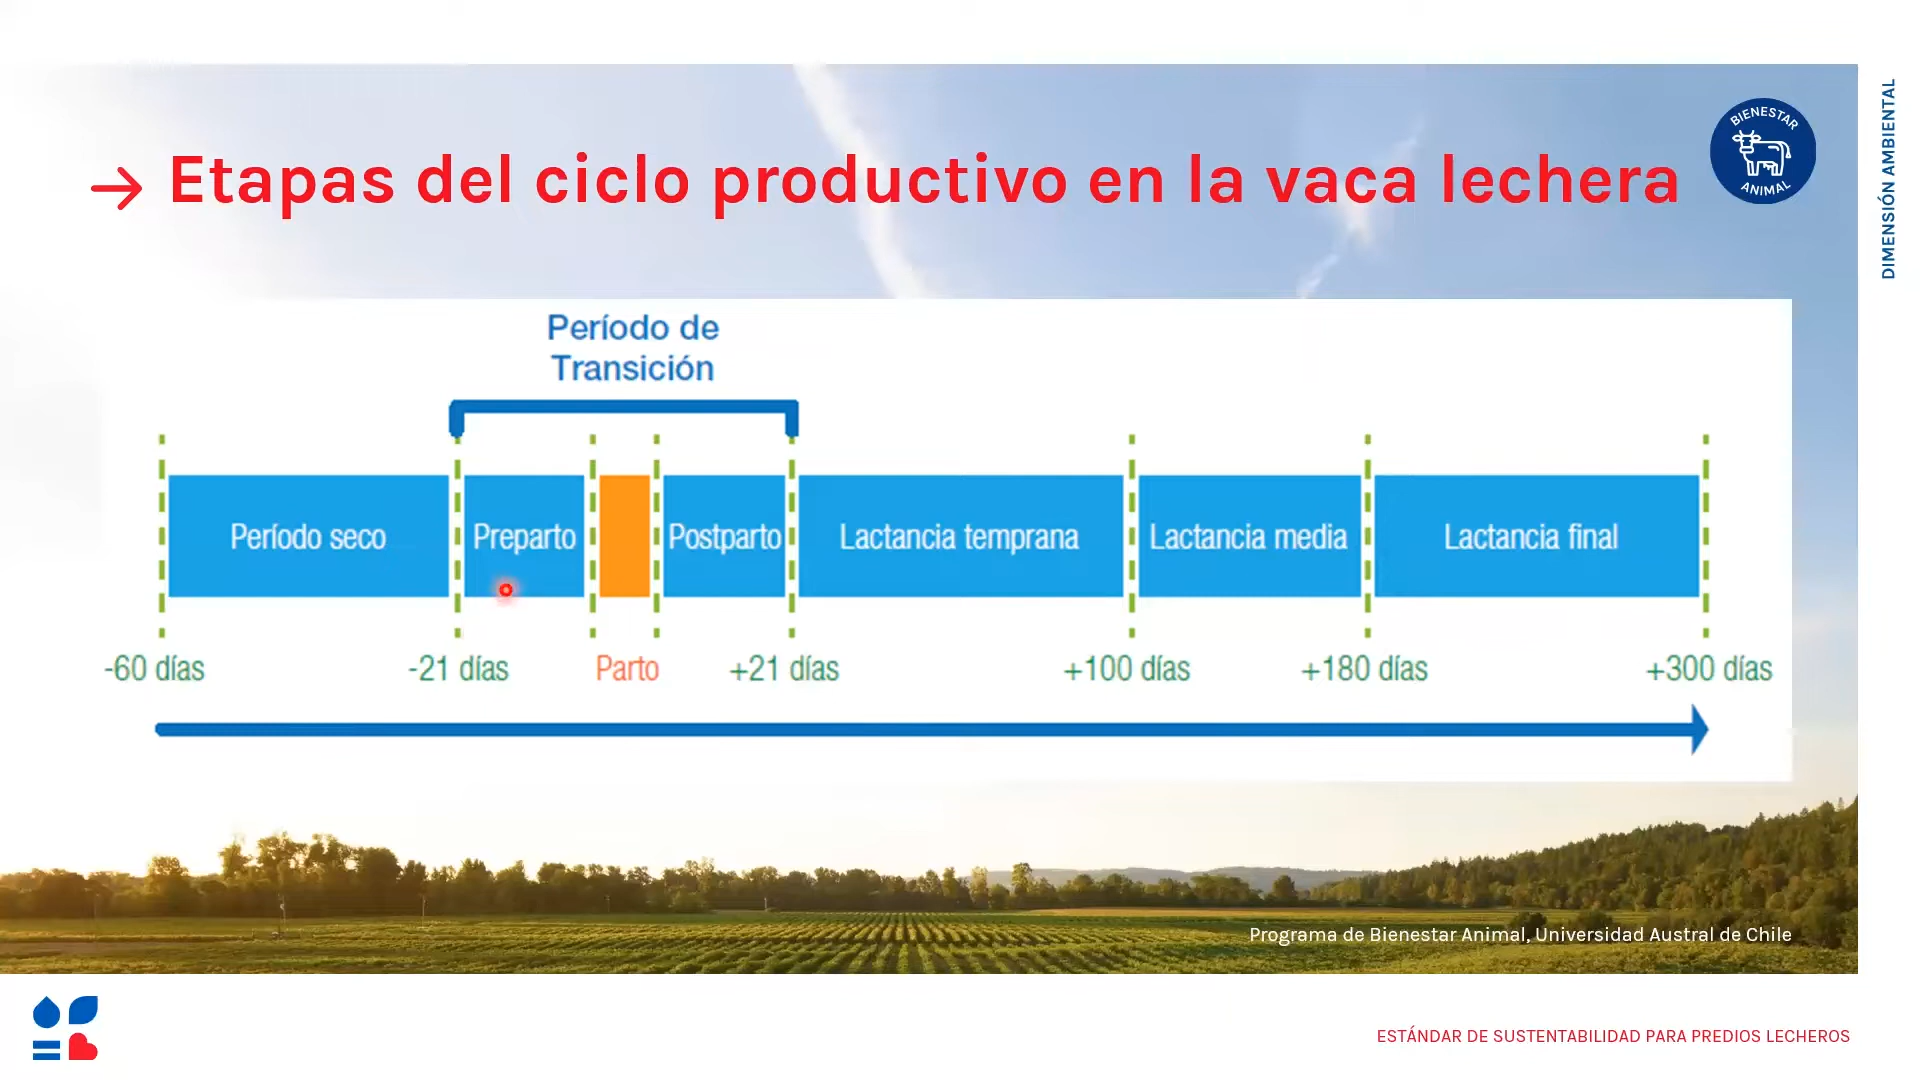 → Etapas del ciclo productivo en la vaca lechera
BIENESTAR
ANIMAL
DIMENSIÓN AMBIENTAL
Período de
Transición
Período seco
Preparto
Postparto
Lactancia temprana
Lactancia media
Lactancia final
-60 días
-21 días
Parto
+21 días
+100 días
+180 días
+300 días
Programa de Bienestar Animal, Universidad Austral de Chile
ESTÁNDAR DE SUSTENTABILIDAD PARA PREDIOS LECHEROS